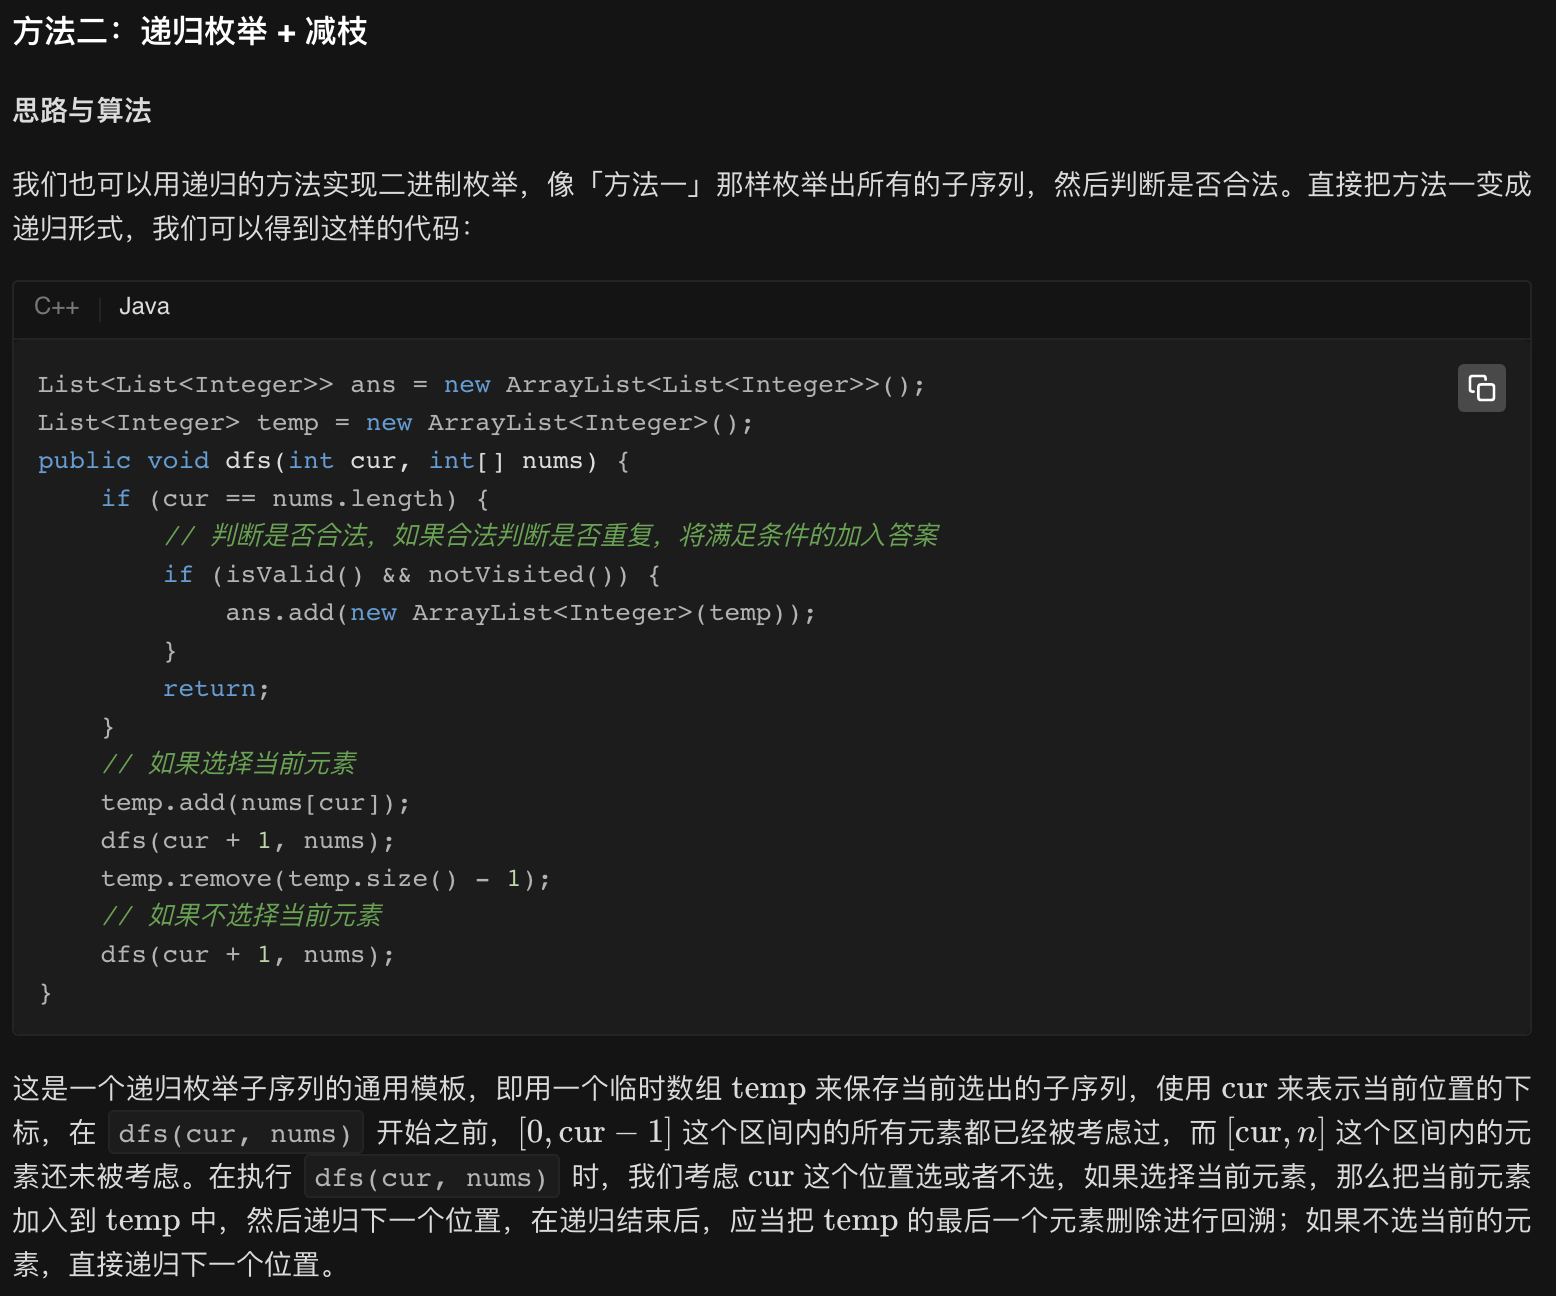 方法二：递归枚举 + 减枝
思路与算法
我们也可以用递归的方法实现二进制枚举，像「方法一」那样枚举出所有的子序列，然后判断是否合法。直接把方法一变成
递归形式，我们可以得到这样的代码：
C++ | Java
List<List<Integer>> ans = new ArrayList<List<Integer>>();
List<Integer> temp = new ArrayList<Integer>();
public void dfs(int cur, int[] nums) {
    if (cur == nums.length) {
        // 判断是否合法，如果合法判断是否重复，将满足条件的加入答案
        if (isValid() && notVisited()) {
            ans.add(new ArrayList<Integer>(temp));
        }
        return;
    }
    // 如果选择当前元素
    temp.add(nums[cur]);
    dfs(cur + 1, nums);
    temp.remove(temp.size() - 1);
    // 如果不选择当前元素
    dfs(cur + 1, nums);
}
这是一个递归枚举子序列的通用模板，即用一个临时数组 temp 来保存当前选出的子序列，使用 cur 来表示当前位置的下
标，在 dfs(cur, nums) 开始之前，[0, cur − 1] 这个区间内的所有元素都已经被考虑过，而 [cur, n] 这个区间内的元
素还未被考虑。在执行 dfs(cur, nums) 时，我们考虑 cur 这个位置选或者不选，如果选择当前元素，那么把当前元素
加入到 temp 中，然后递归下一个位置，在递归结束后，应当把 temp 的最后一个元素删除进行回溯；如果不选当前的元
素，直接递归下一个位置。